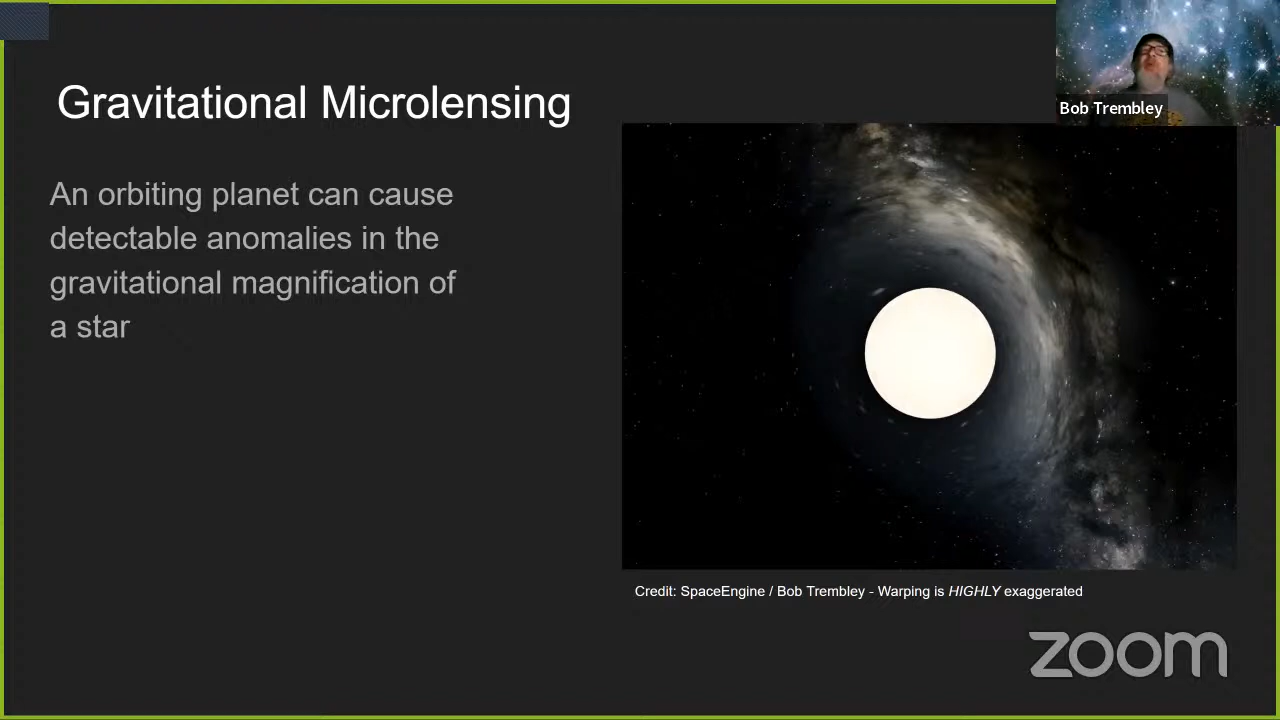 Gravitational Microlensing
Bob Trembley
An orbiting planet can cause
detectable anomalies in the
gravitational magnification of
a star
Credit: SpaceEngine / Bob Trembley - Warping is HIGHLY exaggerated
zoom